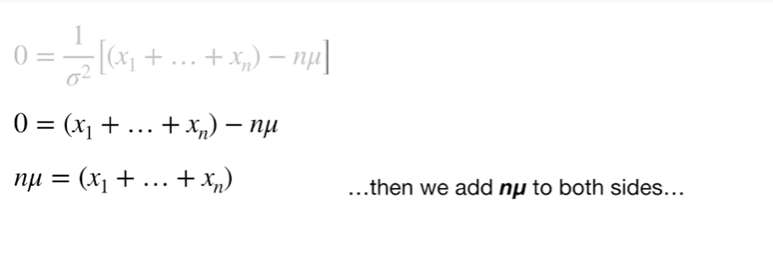 0 = 1/σ² [(x₁ + … + xₙ) – nμ]
0 = (x₁ + … + xₙ) – nμ
nμ = (x₁ + … + xₙ) …then we add nμ to both sides…